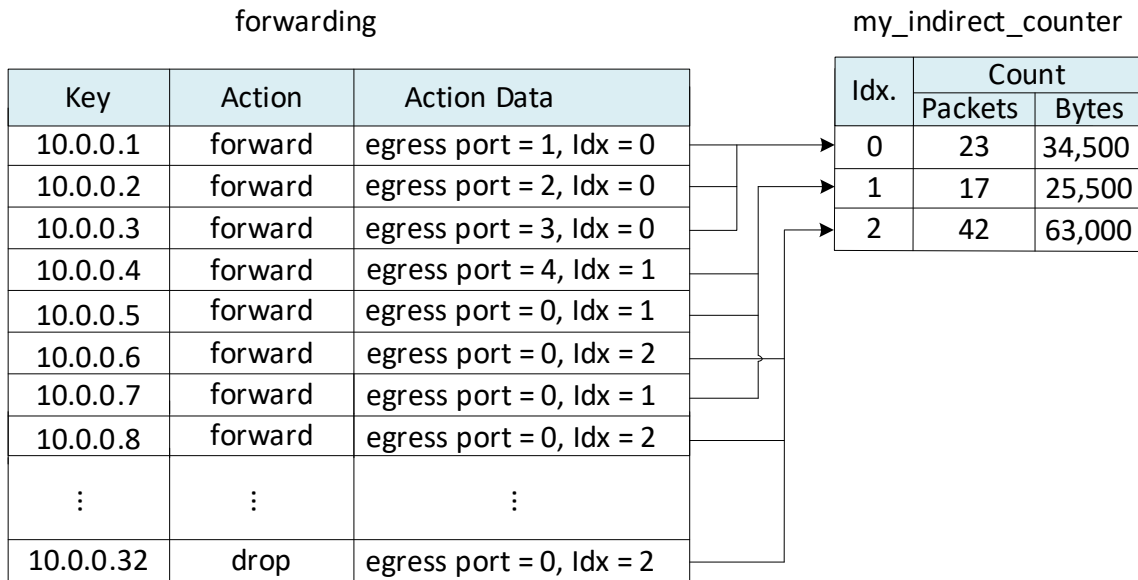 forwarding
my_indirect_counter
Key Action Action Data
10.0.0.1 forward egress port = 1, Idx = 0
10.0.0.2 forward egress port = 2, Idx = 0
10.0.0.3 forward egress port = 3, Idx = 0
10.0.0.4 forward egress port = 4, Idx = 1
10.0.0.5 forward egress port = 0, Idx = 1
10.0.0.6 forward egress port = 0, Idx = 2
10.0.0.7 forward egress port = 0, Idx = 1
10.0.0.8 forward egress port = 0, Idx = 2
⋮ ⋮ ⋮
10.0.0.32 drop egress port = 0, Idx = 2
Idx. Count
Packets Bytes
0 23 34,500
1 17 25,500
2 42 63,000